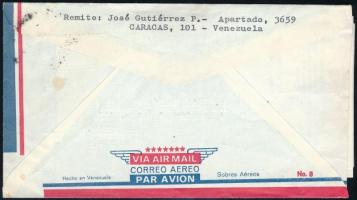 Remite: José Gutiérrez P.- Apartado, 3659
CARACAS, 101 - Venezuela
VIA AIR MAIL
CORREO AEREO
PAR AVION
Hecho en Venezuela
Sobres Aéreos
No. 8